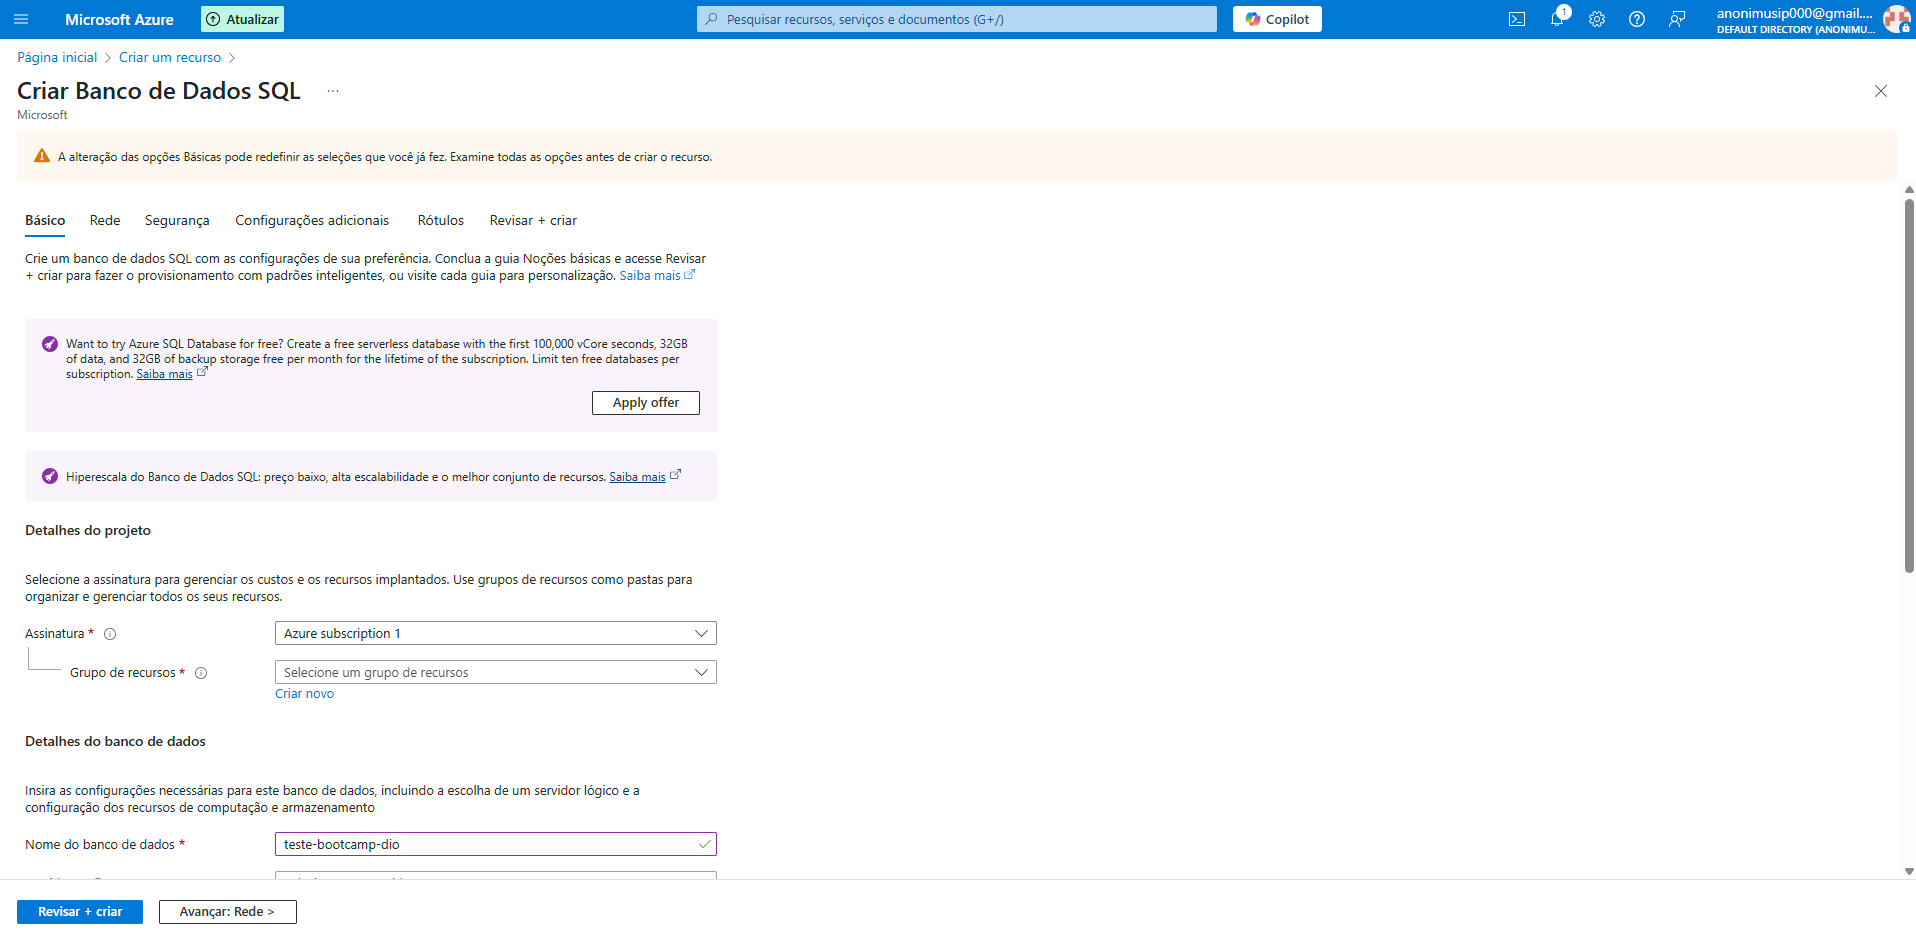 Microsoft Azure
Atualizar
Pesquisar recursos, serviços e documentos (G+/)
Copilot
1
anonimusip000@gmail....
DEFAULT DIRECTORY (ANONIMU...
Página inicial > Criar um recurso >
Criar Banco de Dados SQL ...
Microsoft
A alteração das opções Básicas pode redefinir as seleções que você já fez. Examine todas as opções antes de criar o recurso.
Básico Rede Segurança Configurações adicionais Rótulos Revisar + criar
Crie um banco de dados SQL com as configurações de sua preferência. Conclua a guia Noções básicas e acesse Revisar
+ criar para fazer o provisionamento com padrões inteligentes, ou visite cada guia para personalização. Saiba mais
Want to try Azure SQL Database for free? Create a free serverless database with the first 100,000 vCore seconds, 32GB
of data, and 32GB of backup storage free per month for the lifetime of the subscription. Limit ten free databases per
subscription. Saiba mais
Apply offer
Hiperescala do Banco de Dados SQL: preço baixo, alta escalabilidade e o melhor conjunto de recursos. Saiba mais
Detalhes do projeto
Selecione a assinatura para gerenciar os custos e os recursos implantados. Use grupos de recursos como pastas para
organizar e gerenciar todos os seus recursos.
Assinatura *
Azure subscription 1
Grupo de recursos *
Selecione um grupo de recursos
Criar novo
Detalhes do banco de dados
Insira as configurações necessárias para este banco de dados, incluindo a escolha de um servidor lógico e a
configuração dos recursos de computação e armazenamento
Nome do banco de dados *
teste-bootcamp-dio
Revisar + criar
Avançar: Rede >